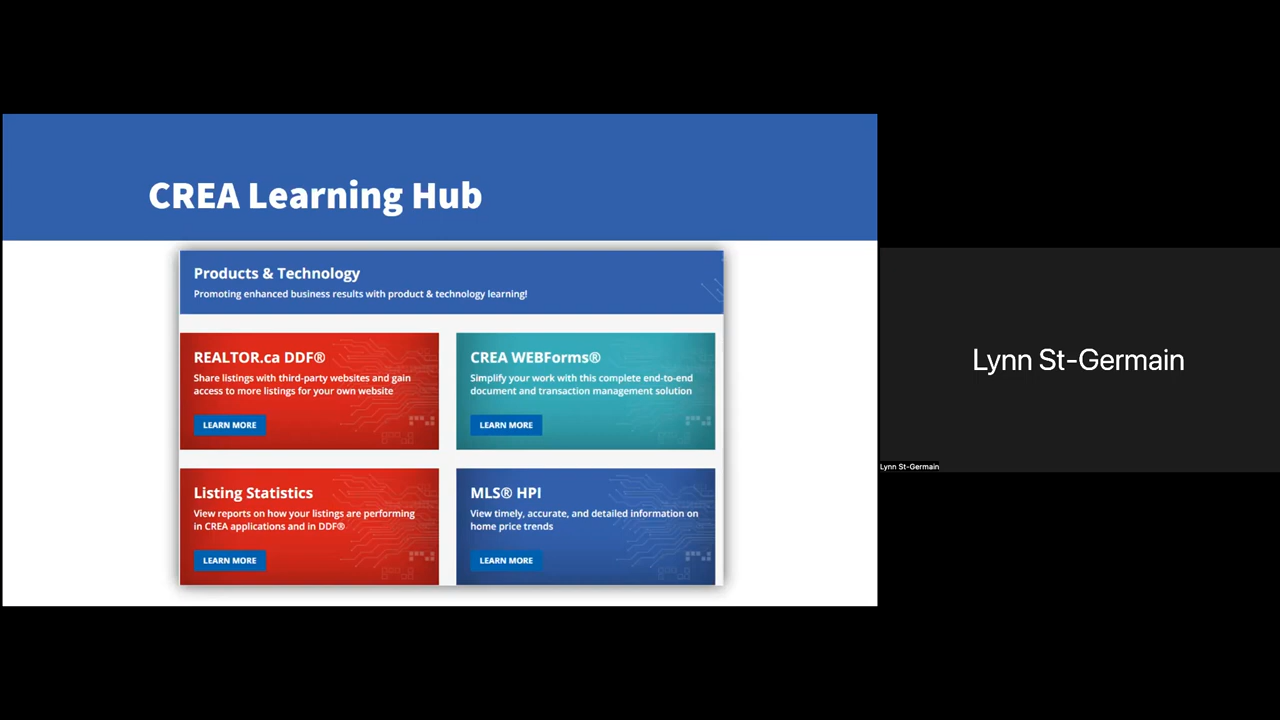 CREA Learning Hub
Products & Technology
Promoting enhanced business results with product & technology learning!
REALTOR.ca DDF®
Share listings with third-party websites and gain
access to more listings for your own website
LEARN MORE
CREA WEBForms®
Simplify your work with this complete end-to-end
document and transaction management solution
LEARN MORE
Listing Statistics
View reports on how your listings are performing
in CREA applications and in DDF®
LEARN MORE
MLS® HPI
View timely, accurate, and detailed information on
home price trends
LEARN MORE
Lynn St-Germain
Lynn St-Germain